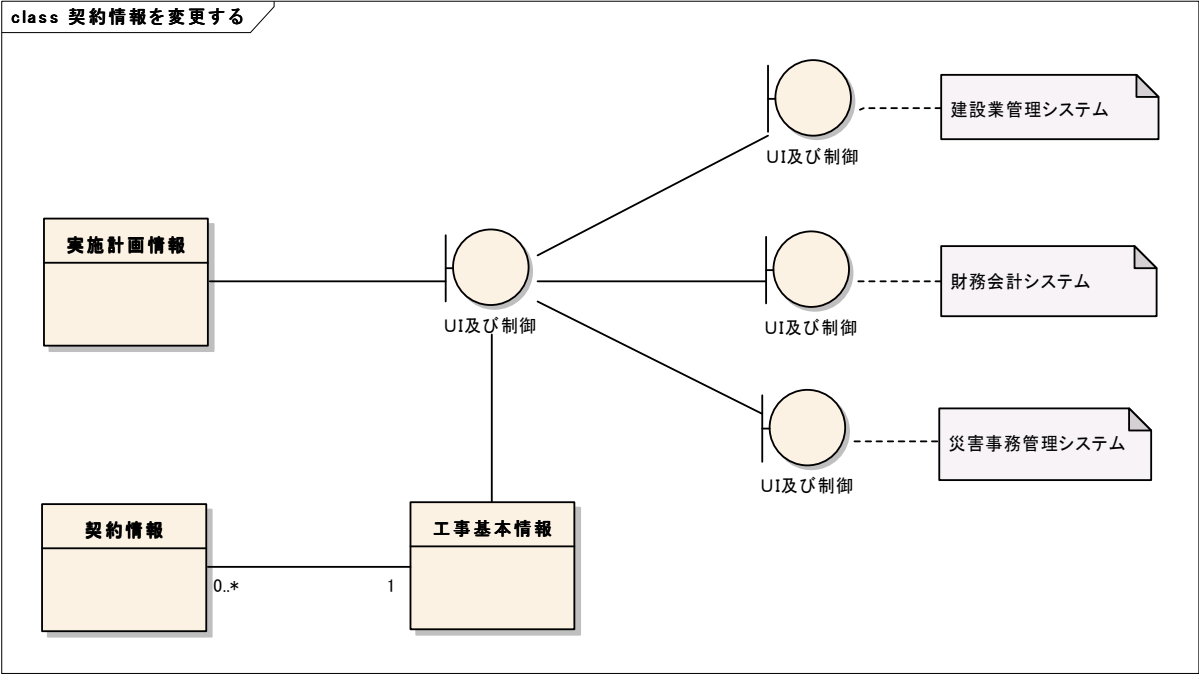 class 契約情報を変更する
UI及び制御
建設業管理システム
実施計画情報
UI及び制御
UI及び制御
財務会計システム
UI及び制御
災害事務管理システム
契約情報
0..*
1
工事基本情報